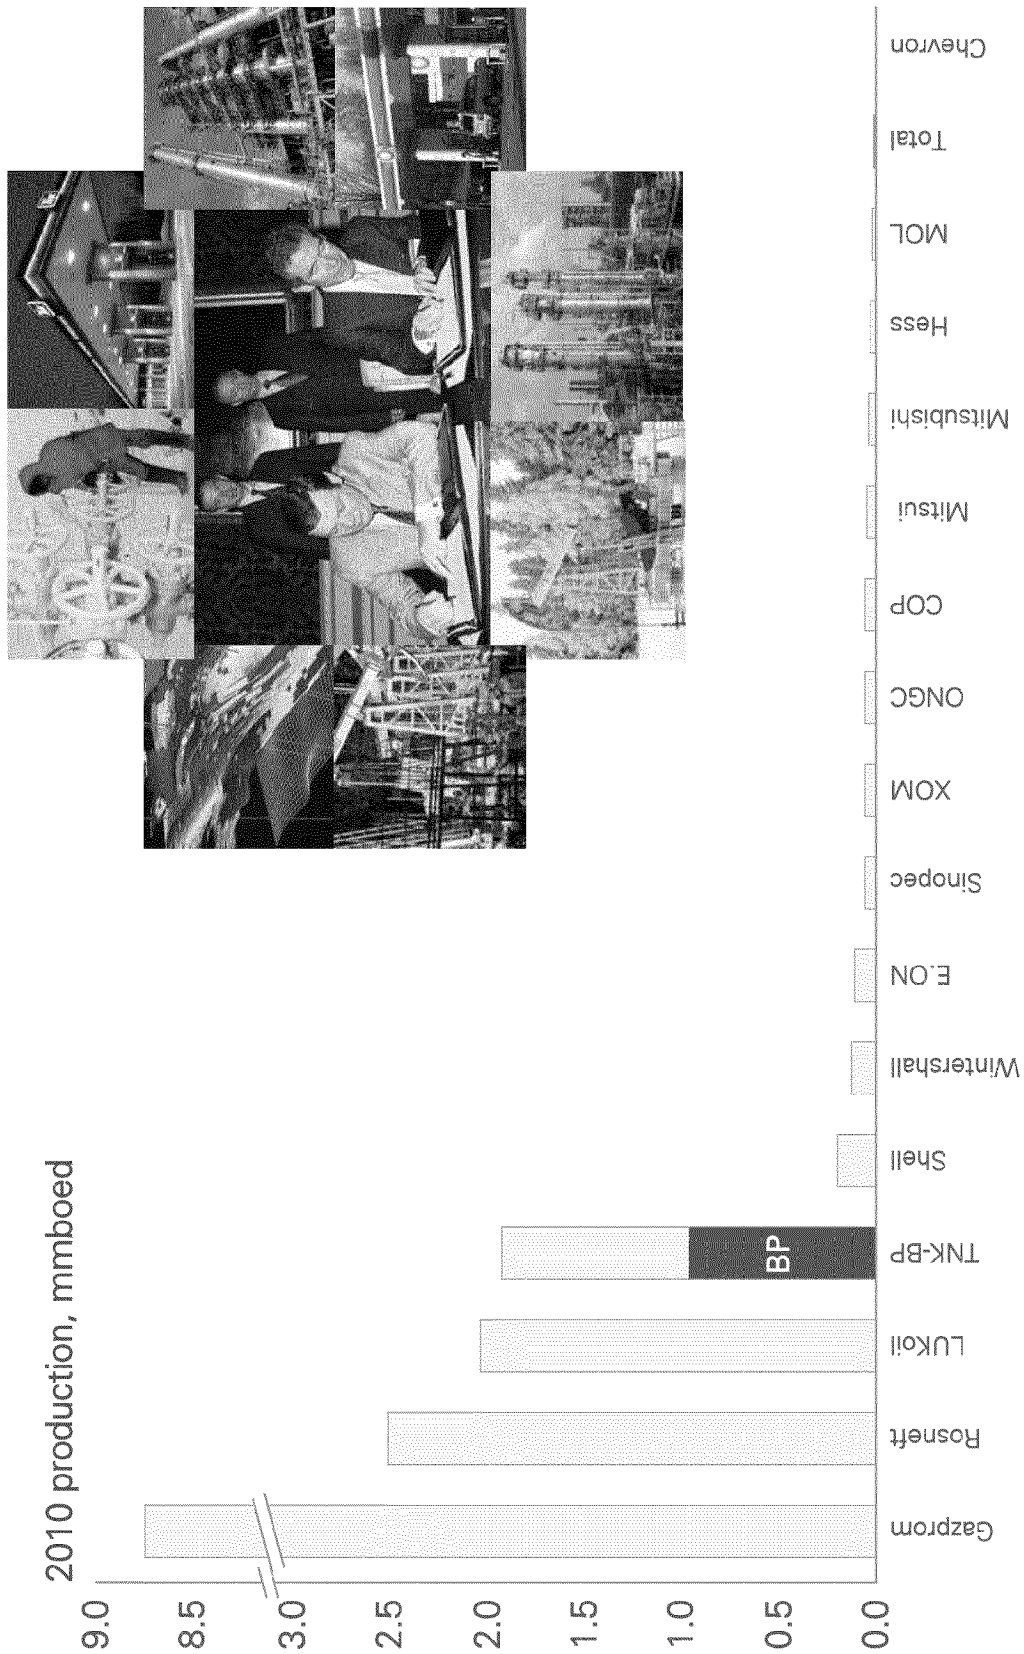 2010 production, mmboed
9.0
8.5
3.0
2.5
2.0
1.5
1.0
0.5
0.0
BP
Gazprom
Rosneft
LUKoil
TNK-BP
Shell
Wintershall
E.ON
Sinopec
XOM
ONGC
COP
Mitsui
Mitsubishi
Hess
MOL
Total
Chevron